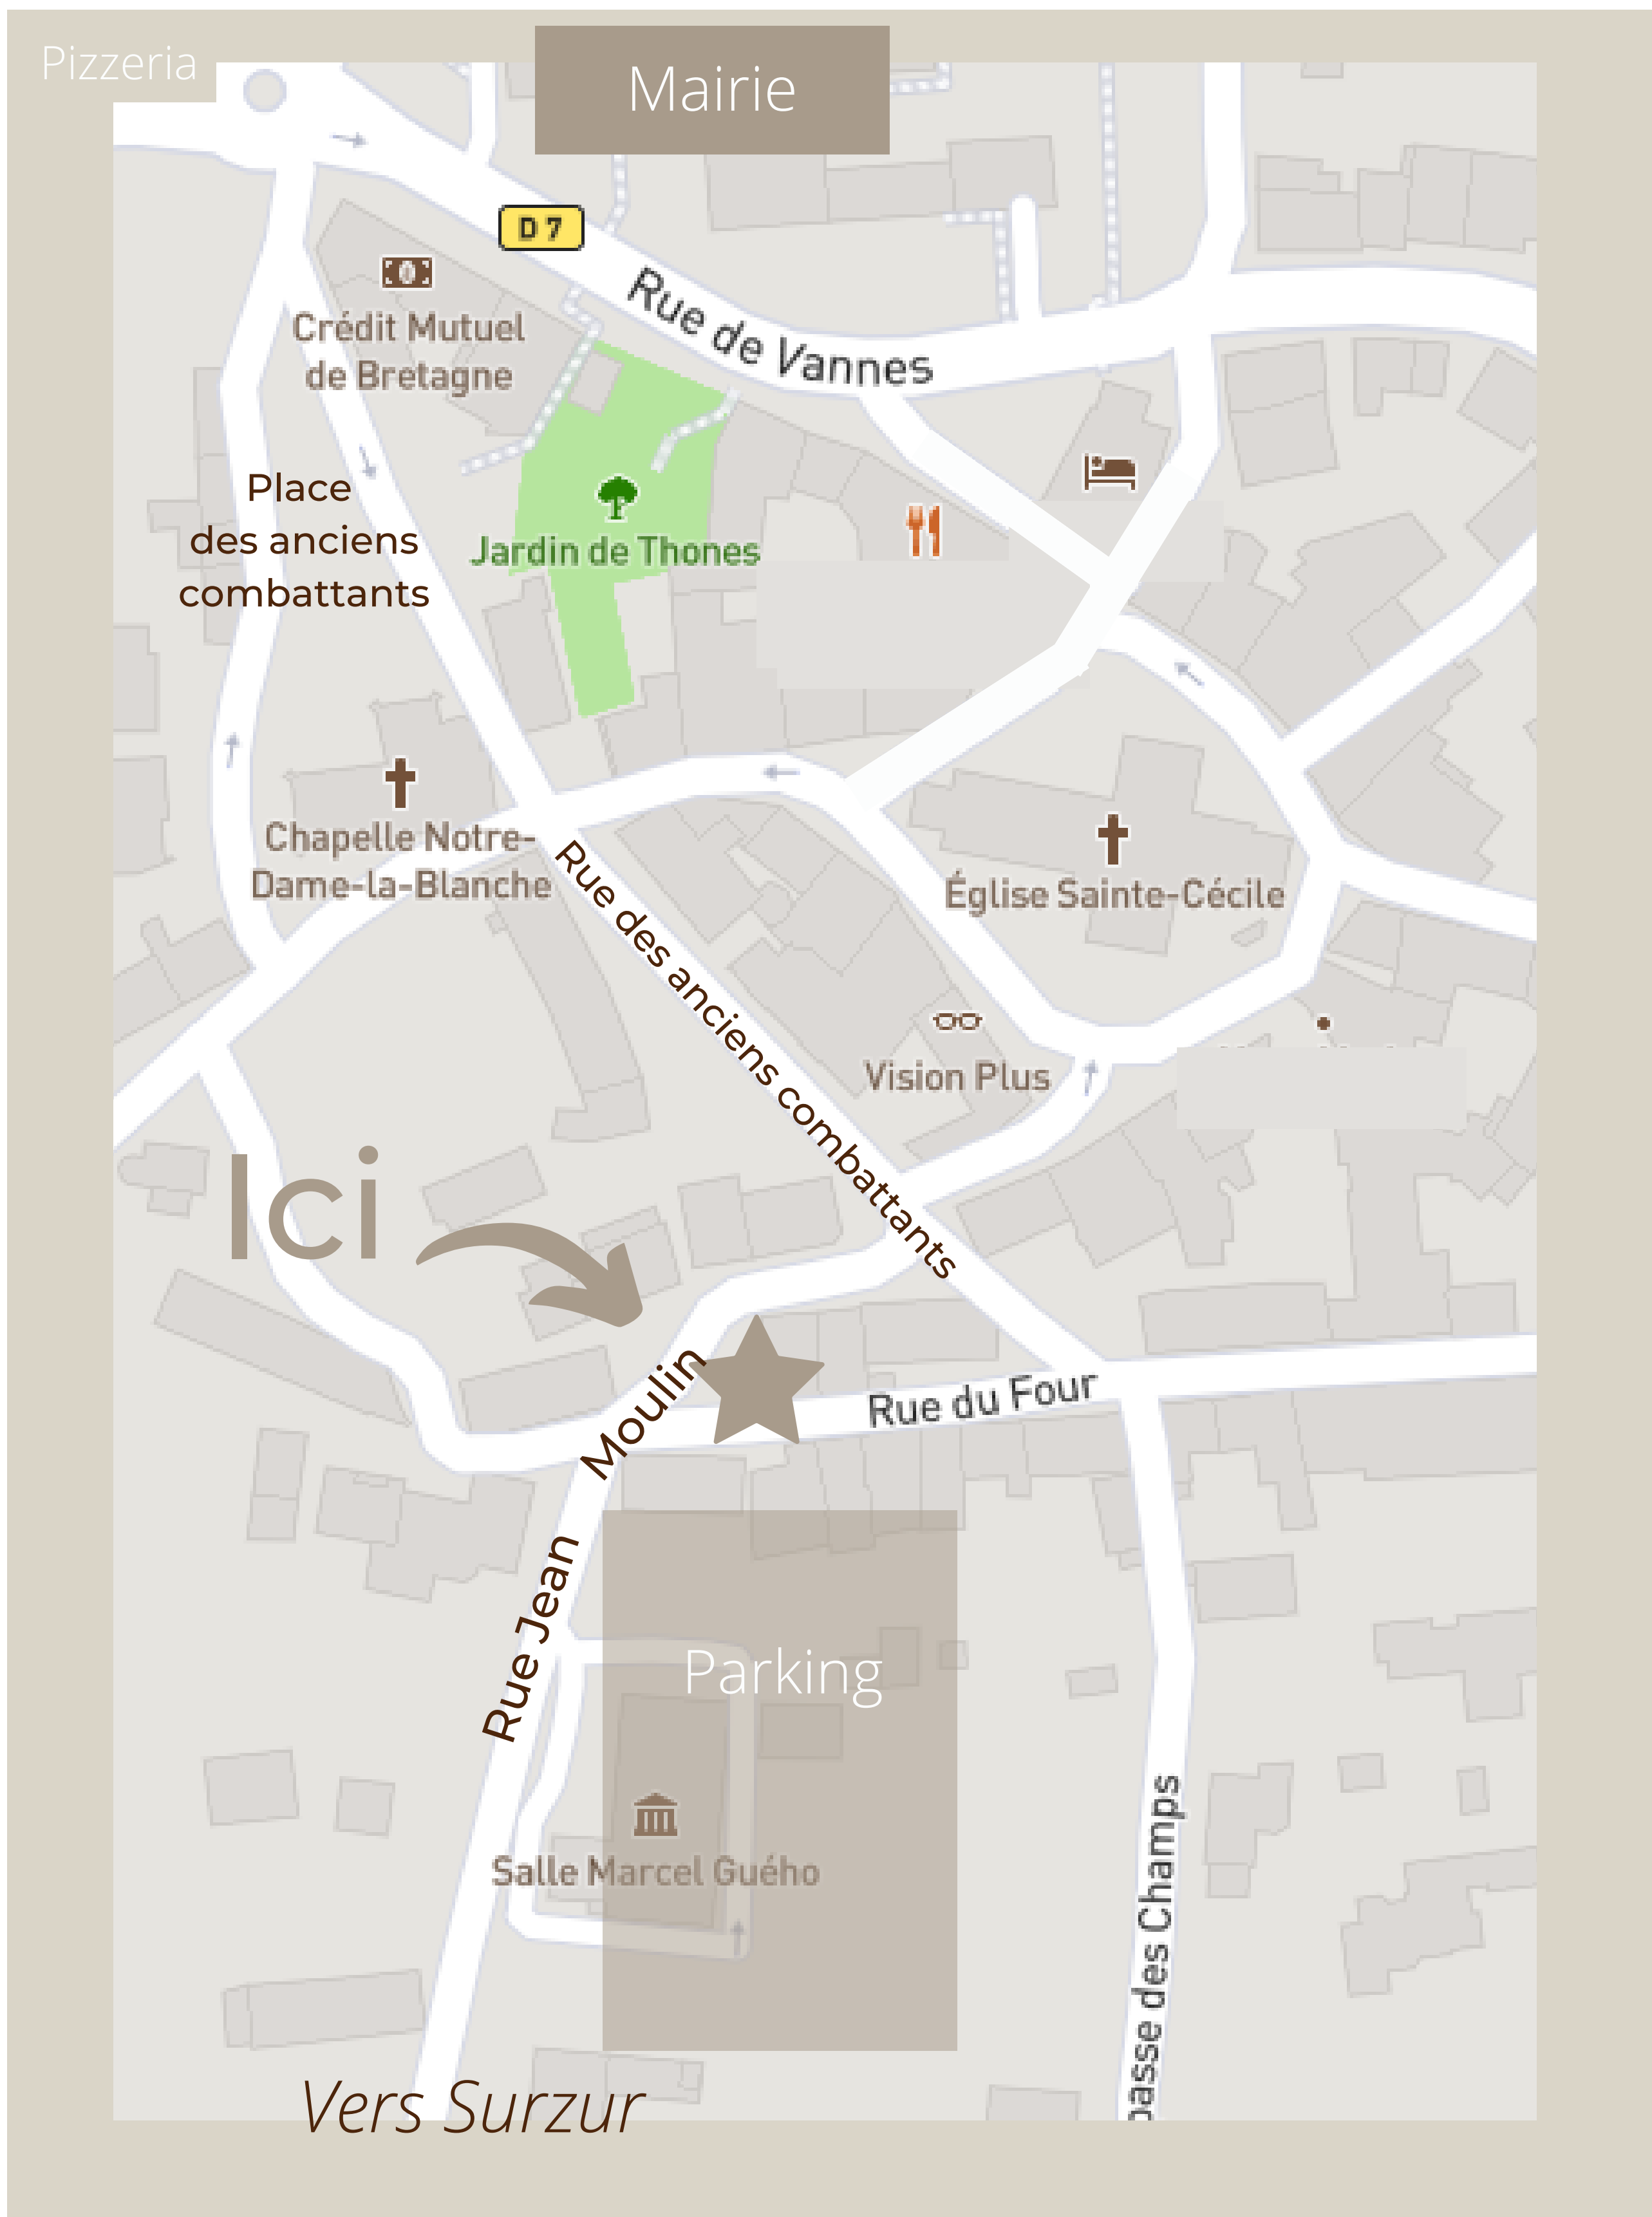 Pizzeria
Mairie
D 7
Rue de Vannes
Crédit Mutuel
de Bretagne
Place
des anciens
combattants
Jardin de Thones
Chapelle Notre-
Dame-la-Blanche
Église Sainte-Cécile
Rue des anciens combattants
Vision Plus
Ici
Rue Jean Moulin
Rue du Four
Parking
Salle Marcel Guého
passe des Champs
Vers Surzur